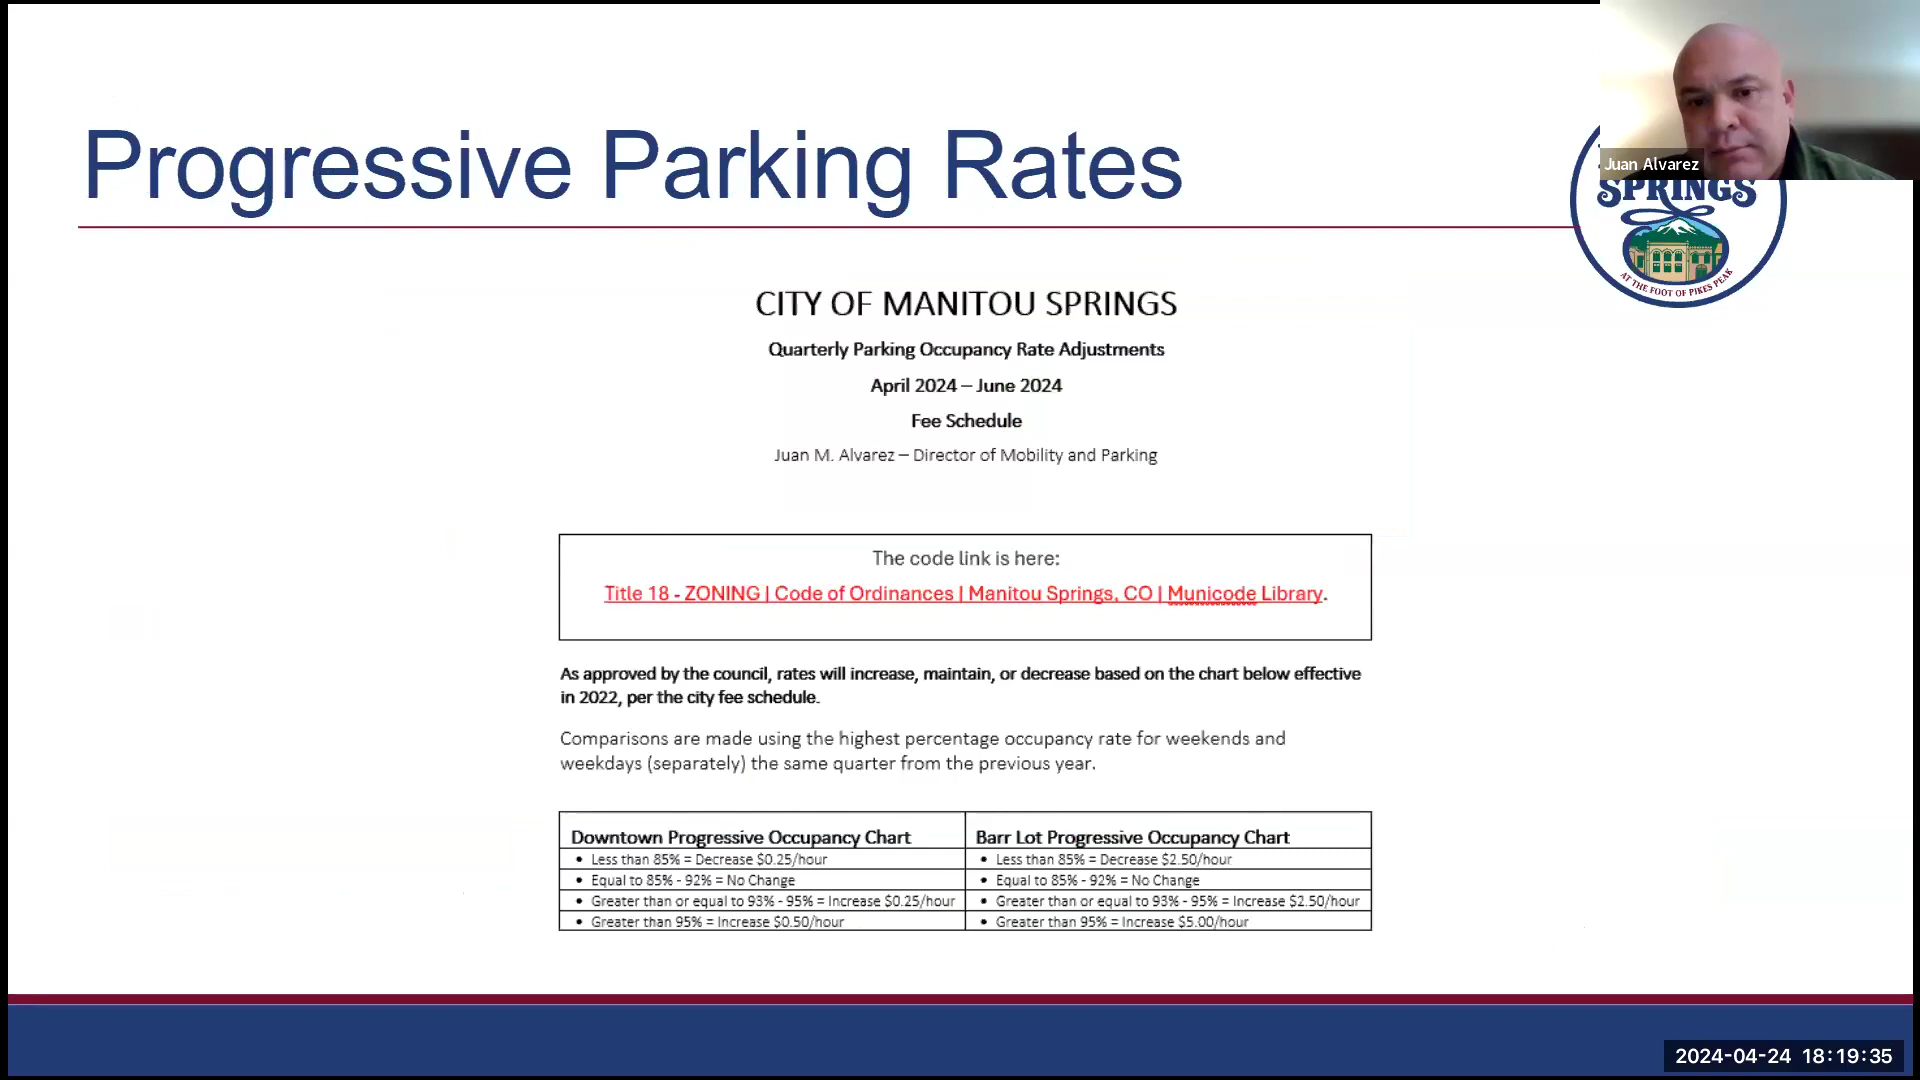 Progressive Parking Rates
Juan Alvarez
SPRINGS
AT THE FOOT OF PIKES PEAK
CITY OF MANITOU SPRINGS
Quarterly Parking Occupancy Rate Adjustments
April 2024 – June 2024
Fee Schedule
Juan M. Alvarez – Director of Mobility and Parking
The code link is here:
Title 18 - ZONING | Code of Ordinances | Manitou Springs, CO | Municode Library.
As approved by the council, rates will increase, maintain, or decrease based on the chart below effective
in 2022, per the city fee schedule.
Comparisons are made using the highest percentage occupancy rate for weekends and
weekdays (separately) the same quarter from the previous year.
Downtown Progressive Occupancy Chart
• Less than 85% = Decrease $0.25/hour
• Equal to 85% - 92% = No Change
• Greater than or equal to 93% - 95% = Increase $0.25/hour
• Greater than 95% = Increase $0.50/hour
Barr Lot Progressive Occupancy Chart
• Less than 85% = Decrease $2.50/hour
• Equal to 85% - 92% = No Change
• Greater than or equal to 93% - 95% = Increase $2.50/hour
• Greater than 95% = Increase $5.00/hour
2024-04-24 18:19:35